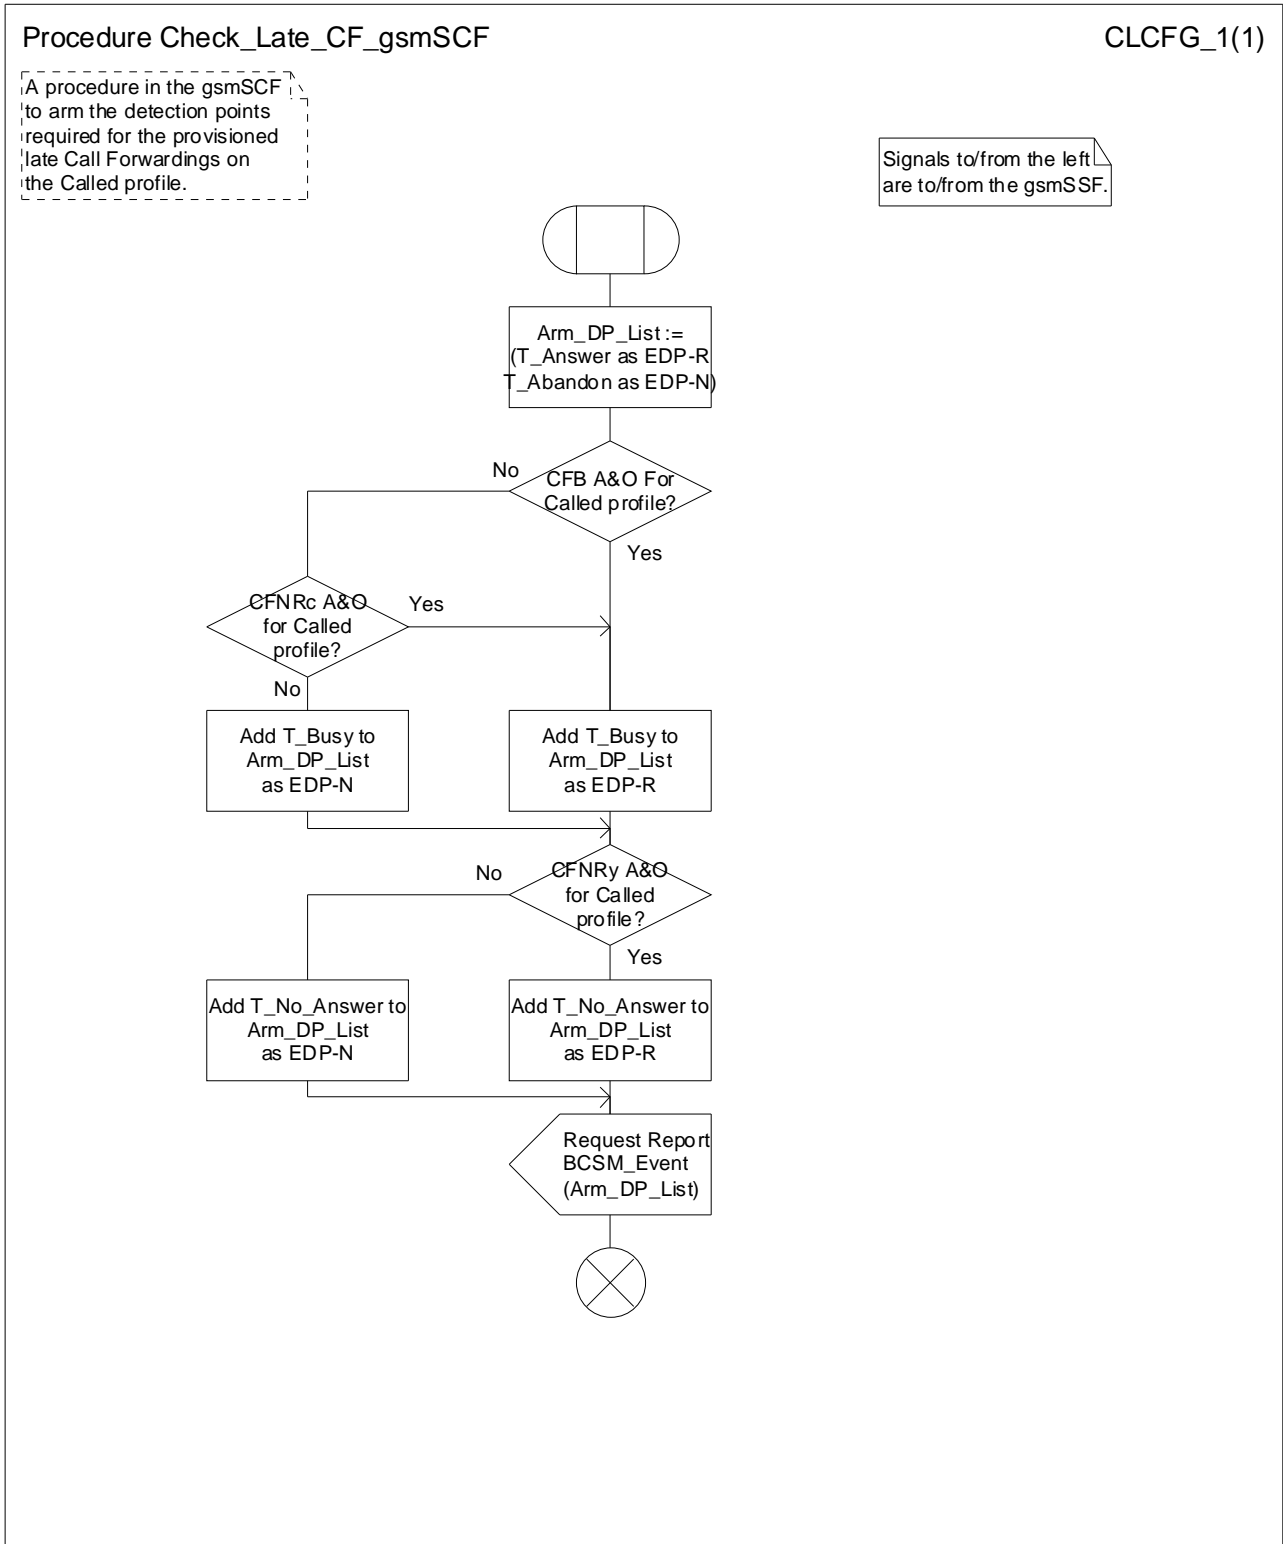 Procedure Check_Late_CF_gsmSCF
CLCFG_1(1)
A procedure in the gsmSCF
to arm the detection points
required for the provisioned
late Call Forwardings on
the Called profile.
Signals to/from the left
are to/from the gsmSSF.
Arm_DP_List :=
(T_Answer as EDP-R
T_Abandon as EDP-N)
No
CFB A&O For
Called profile?
Yes
CFNRc A&O
for Called
profile?
Yes
No
Add T_Busy to
Arm_DP_List
as EDP-N
Add T_Busy to
Arm_DP_List
as EDP-R
No
CFNRy A&O
for Called
profile?
Yes
Add T_No_Answer to
Arm_DP_List
as EDP-N
Add T_No_Answer to
Arm_DP_List
as EDP-R
Request Report
BCSM_Event
(Arm_DP_List)